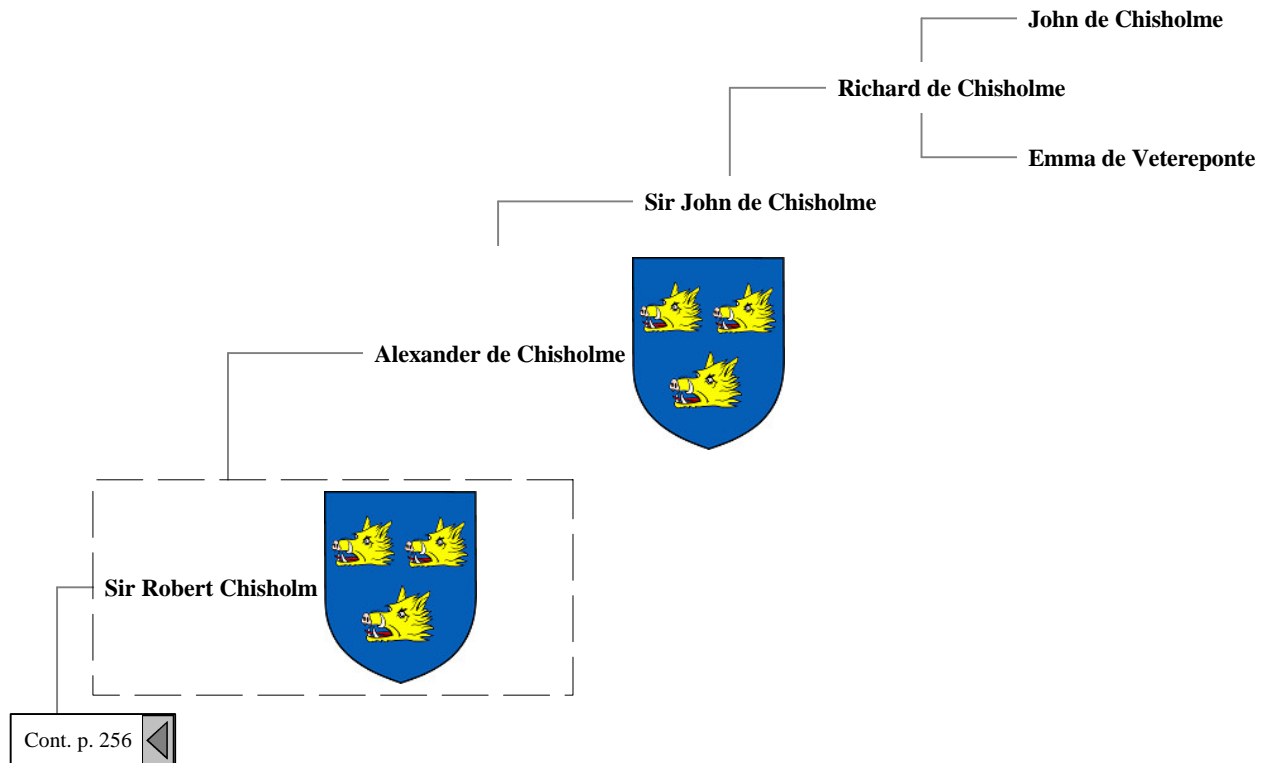 John de Chisholme
Richard de Chisholme
Emma de Vetereponte
Sir John de Chisholme
Alexander de Chisholme
Sir Robert Chisholm
Cont. p. 256